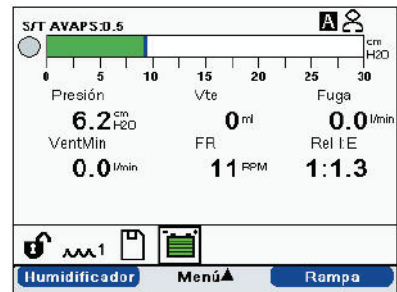 S/T AVAPS:0.5 A
cm H2O
0 5 10 15 20 25 30
Presión Vte Fuga
6.2 cm H2O 0 ml 0.0 l/min
VentMin FR Rel I:E
0.0 l/min 11 RPM 1:1.3
1
Humidificador Menú▲ Rampa